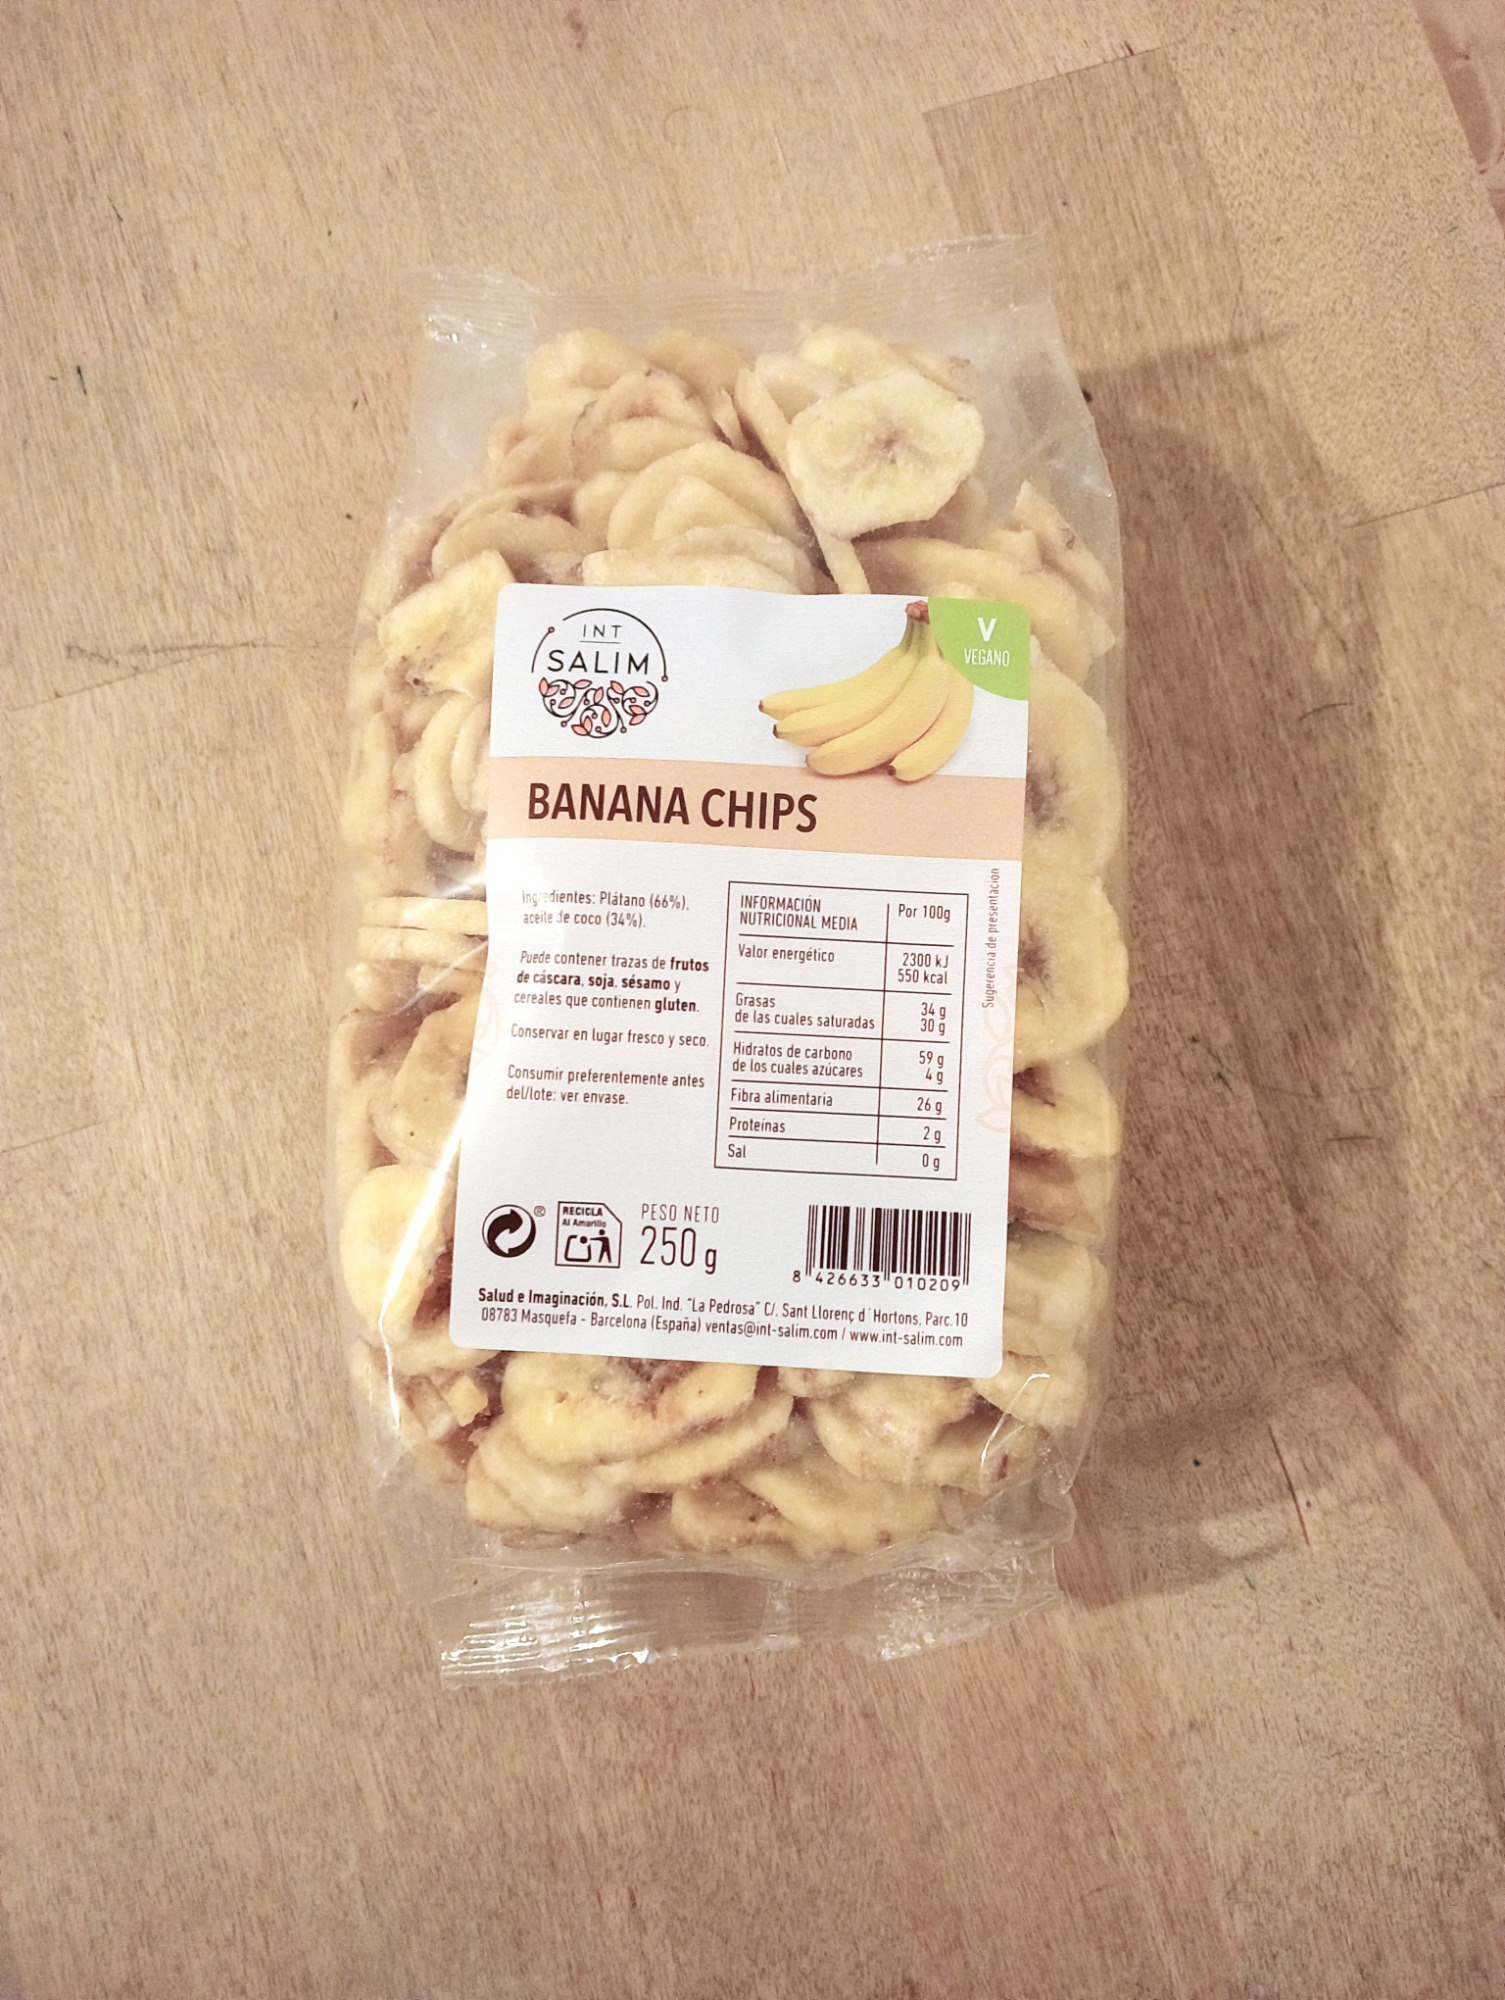 INT
SALIM
V
VEGANO
BANANA CHIPS
Ingredientes: Plátano (66%),
aceite de coco (34%).
Puede contener trazas de frutos
de cáscara, soja, sésamo y
cereales que contienen gluten.
Conservar en lugar fresco y seco.
Consumir preferentemente antes
del/lote: ver envase.
INFORMACIÓN
NUTRICIONAL MEDIA
Por 100g
Valor energético
2300 kJ
550 kcal
Grasas
34 g
de las cuales saturadas
30 g
Hidratos de carbono
59 g
de los cuales azúcares
4 g
Fibra alimentaria
26 g
Proteínas
2 g
Sal
0 g
Sugerencia de presentación
®
RECICLA
Al Amarillo
PESO NETO
250 g
8 426633 010209
Salud e Imaginación, S.L. Pol. Ind. "La Pedrosa" C/. Sant Llorenç d'Hortons, Parc.10
08783 Masquefa - Barcelona (España) ventas@int-salim.com / www.int-salim.com